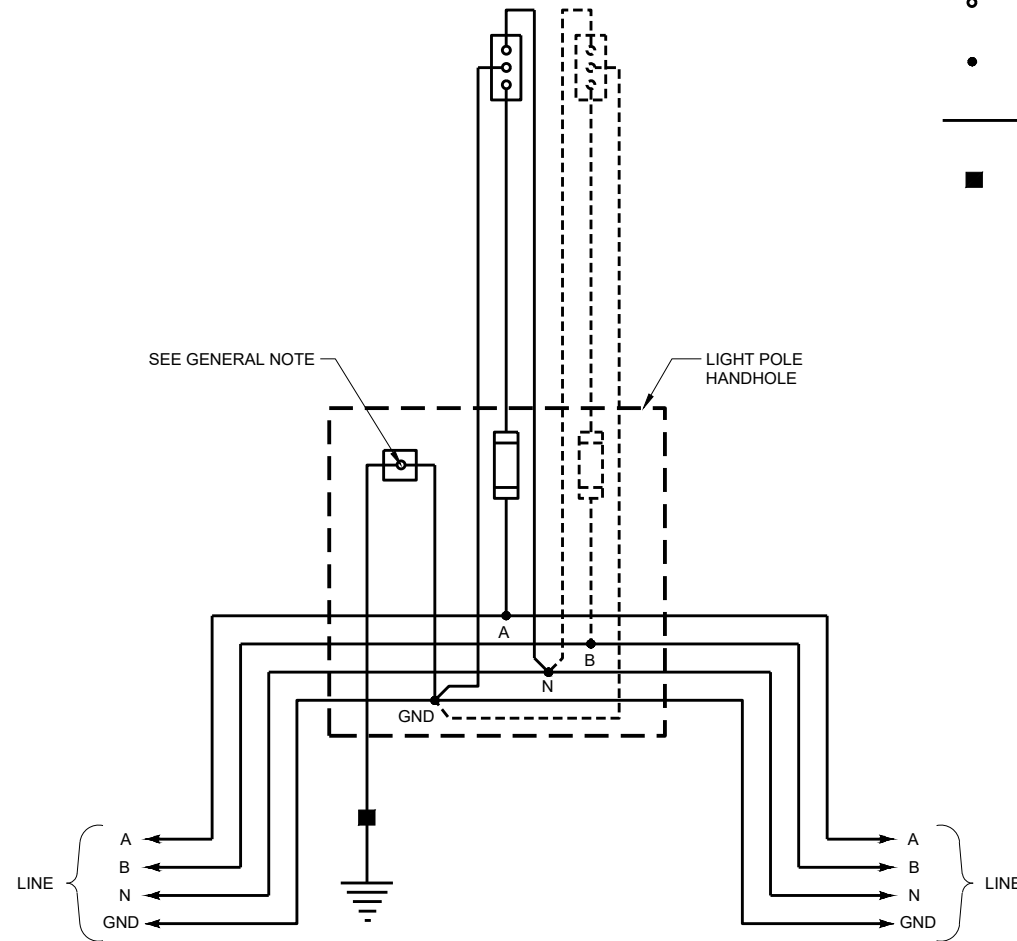 SEE GENERAL NOTE
LIGHT POLE
HANDHOLE
A
B
N
GND
A
B
N
GND
LINE
A
B
N
GND
LINE